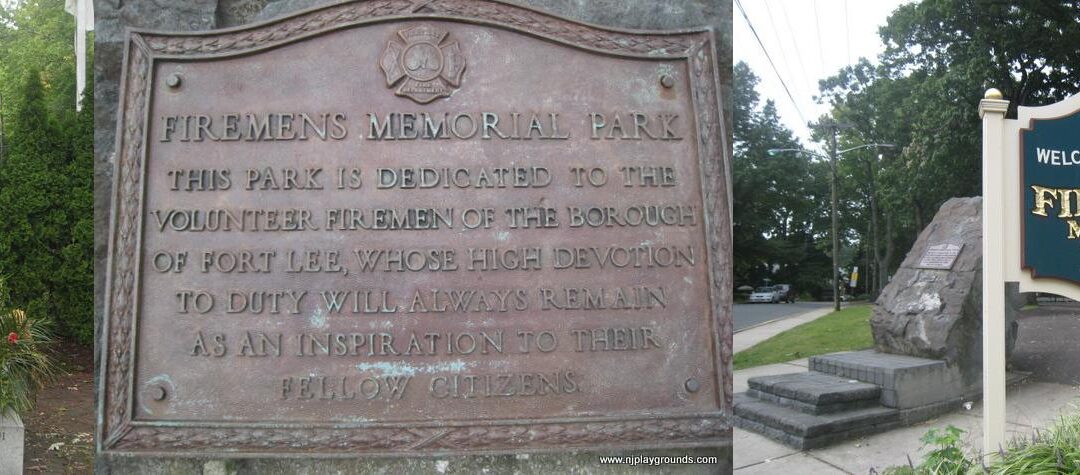 FIREMENS MEMORIAL PARK
THIS PARK IS DEDICATED TO THE
VOLUNTEER FIREMEN OF THE BOROUGH
OF FORT LEE, WHOSE HIGH DEVOTION
TO DUTY WILL ALWAYS REMAIN
AS AN INSPIRATION TO THEIR
FELLOW CITIZENS.
www.njplaygrounds.com
WELC
FI
M